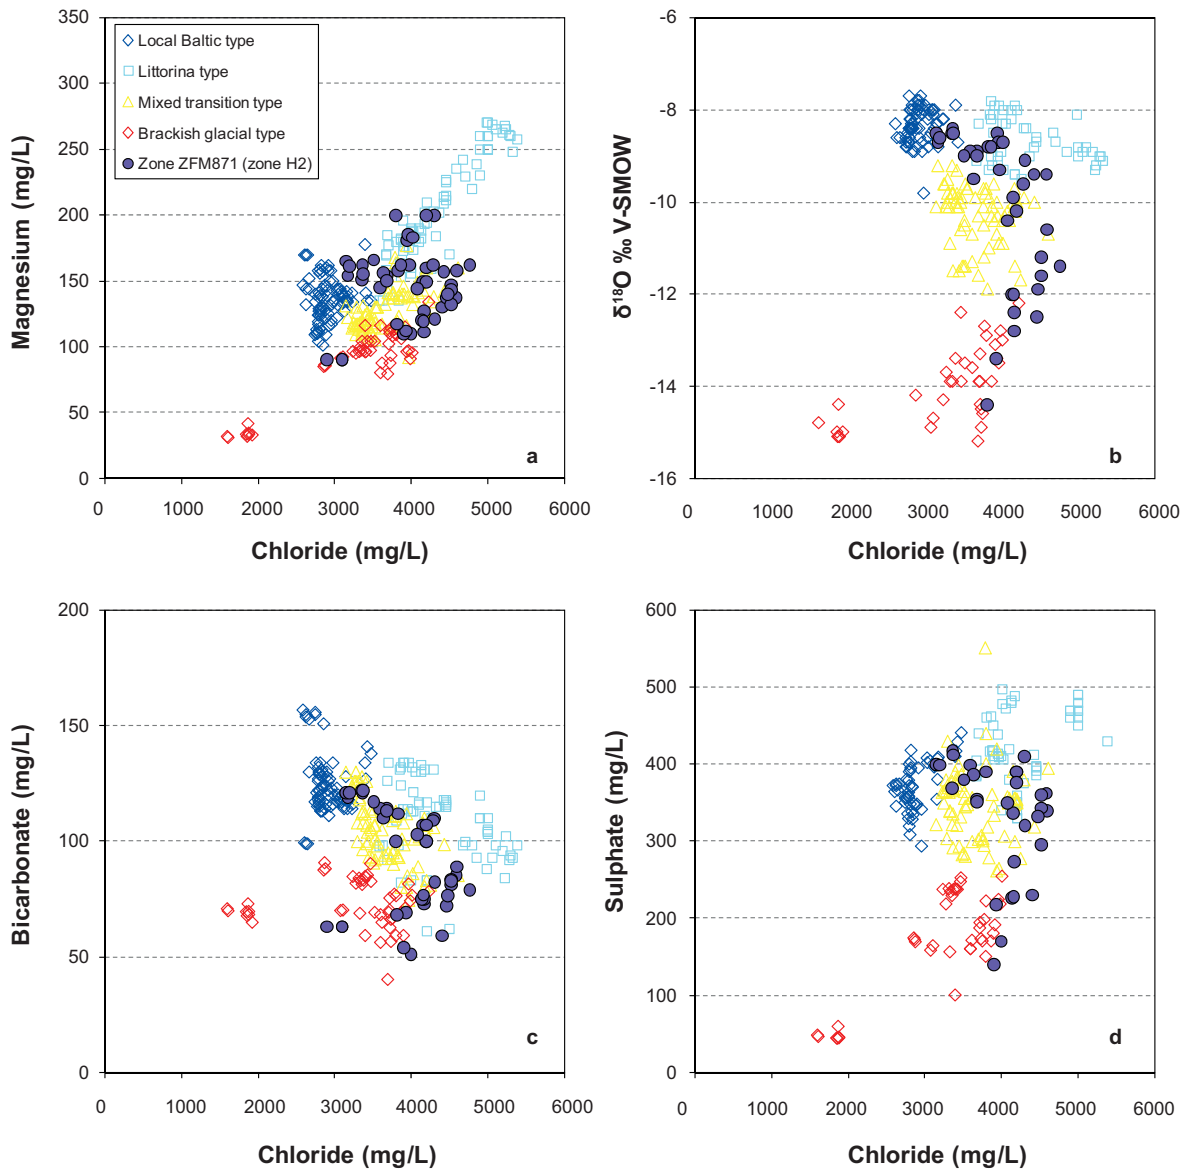 350
300
250
200
150
100
50
0
Magnesium (mg/L)
Local Baltic type
Littorina type
Mixed transition type
Brackish glacial type
Zone ZFM871 (zone H2)
a
0 1000 2000 3000 4000 5000 6000
Chloride (mg/L)
-6
-8
-10
-12
-14
-16
δ¹⁸O ‰ V-SMOW
b
0 1000 2000 3000 4000 5000 6000
Chloride (mg/L)
200
150
100
50
0
Bicarbonate (mg/L)
c
0 1000 2000 3000 4000 5000 6000
Chloride (mg/L)
600
500
400
300
200
100
0
Sulphate (mg/L)
d
0 1000 2000 3000 4000 5000 6000
Chloride (mg/L)